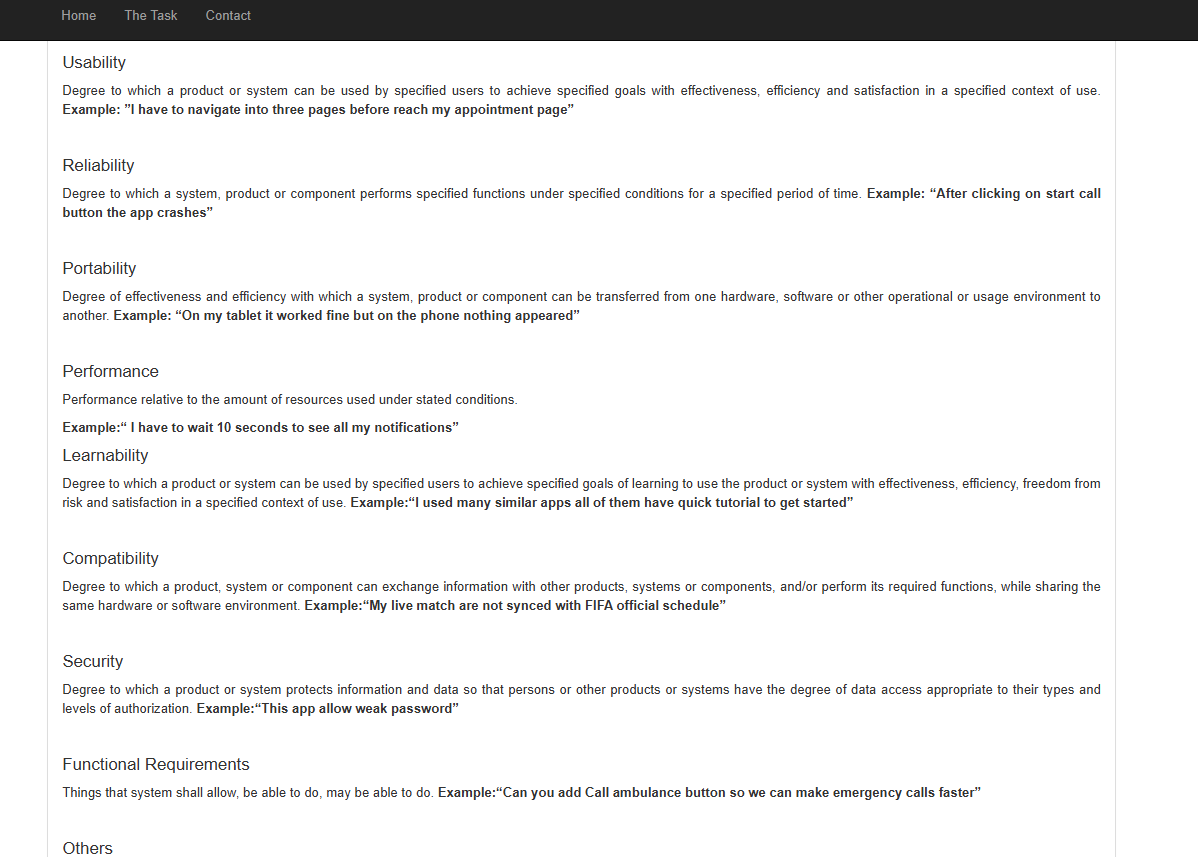 Home The Task Contact
Usability
Degree to which a product or system can be used by specified users to achieve specified goals with effectiveness, efficiency and satisfaction in a specified context of use.
Example: ”I have to navigate into three pages before reach my appointment page”
Reliability
Degree to which a system, product or component performs specified functions under specified conditions for a specified period of time. Example: “After clicking on start call
button the app crashes”
Portability
Degree of effectiveness and efficiency with which a system, product or component can be transferred from one hardware, software or other operational or usage environment to
another. Example: “On my tablet it worked fine but on the phone nothing appeared”
Performance
Performance relative to the amount of resources used under stated conditions.
Example:“ I have to wait 10 seconds to see all my notifications”
Learnability
Degree to which a product or system can be used by specified users to achieve specified goals of learning to use the product or system with effectiveness, efficiency, freedom from
risk and satisfaction in a specified context of use. Example:“I used many similar apps all of them have quick tutorial to get started”
Compatibility
Degree to which a product, system or component can exchange information with other products, systems or components, and/or perform its required functions, while sharing the
same hardware or software environment. Example:“My live match are not synced with FIFA official schedule”
Security
Degree to which a product or system protects information and data so that persons or other products or systems have the degree of data access appropriate to their types and
levels of authorization. Example:“This app allow weak password”
Functional Requirements
Things that system shall allow, be able to do, may be able to do. Example:“Can you add Call ambulance button so we can make emergency calls faster”
Others